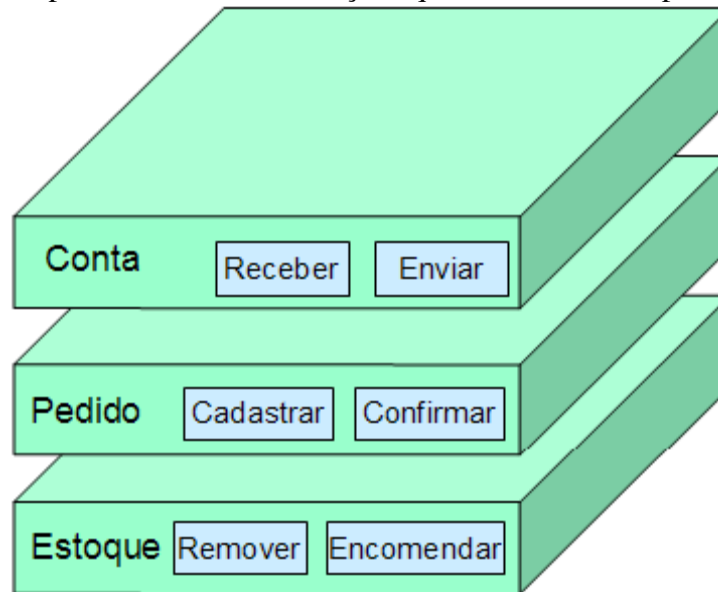 Conta Receber Enviar
Pedido Cadastrar Confirmar
Estoque Remover Encomendar